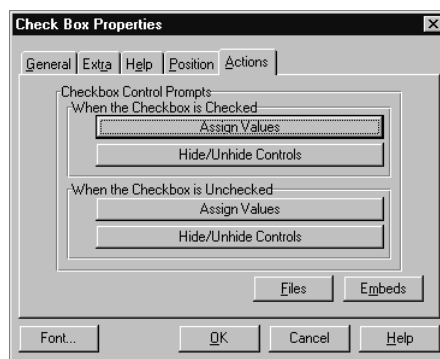 Check Box Properties
General Extra Help Position Actions
Checkbox Control Prompts
When the Checkbox is Checked
Assign Values
Hide/Unhide Controls
When the Checkbox is Unchecked
Assign Values
Hide/Unhide Controls
Files Embeds
Font... OK Cancel Help